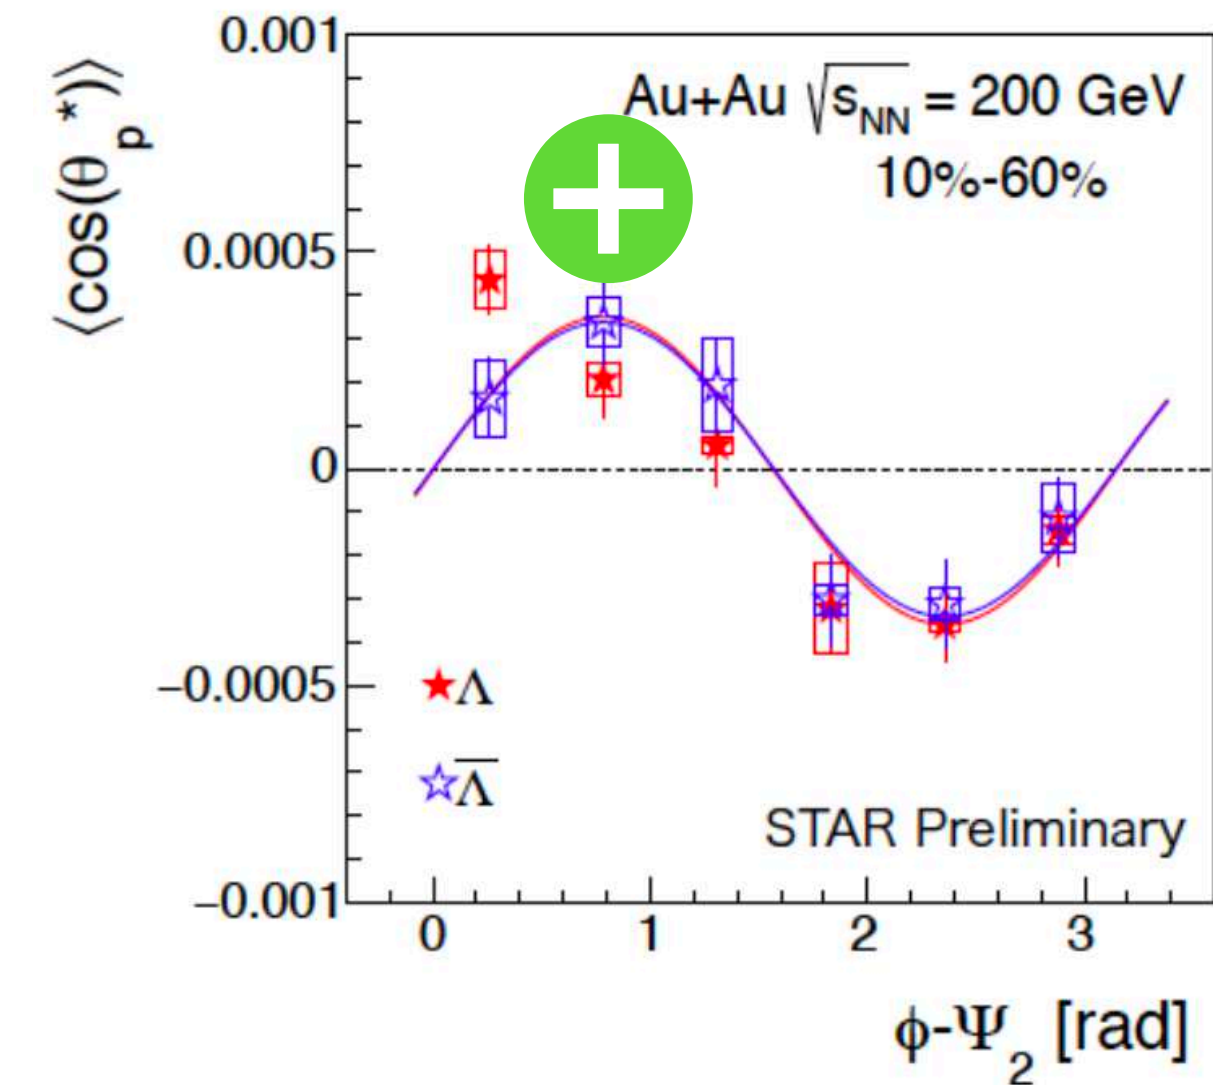 0.001
⟨cos(θp*)⟩
Au+Au √sNN = 200 GeV
10%-60%
0.0005
0
−0.0005
Λ
Λ̅
STAR Preliminary
−0.001
0 1 2 3
ϕ-Ψ2 [rad]